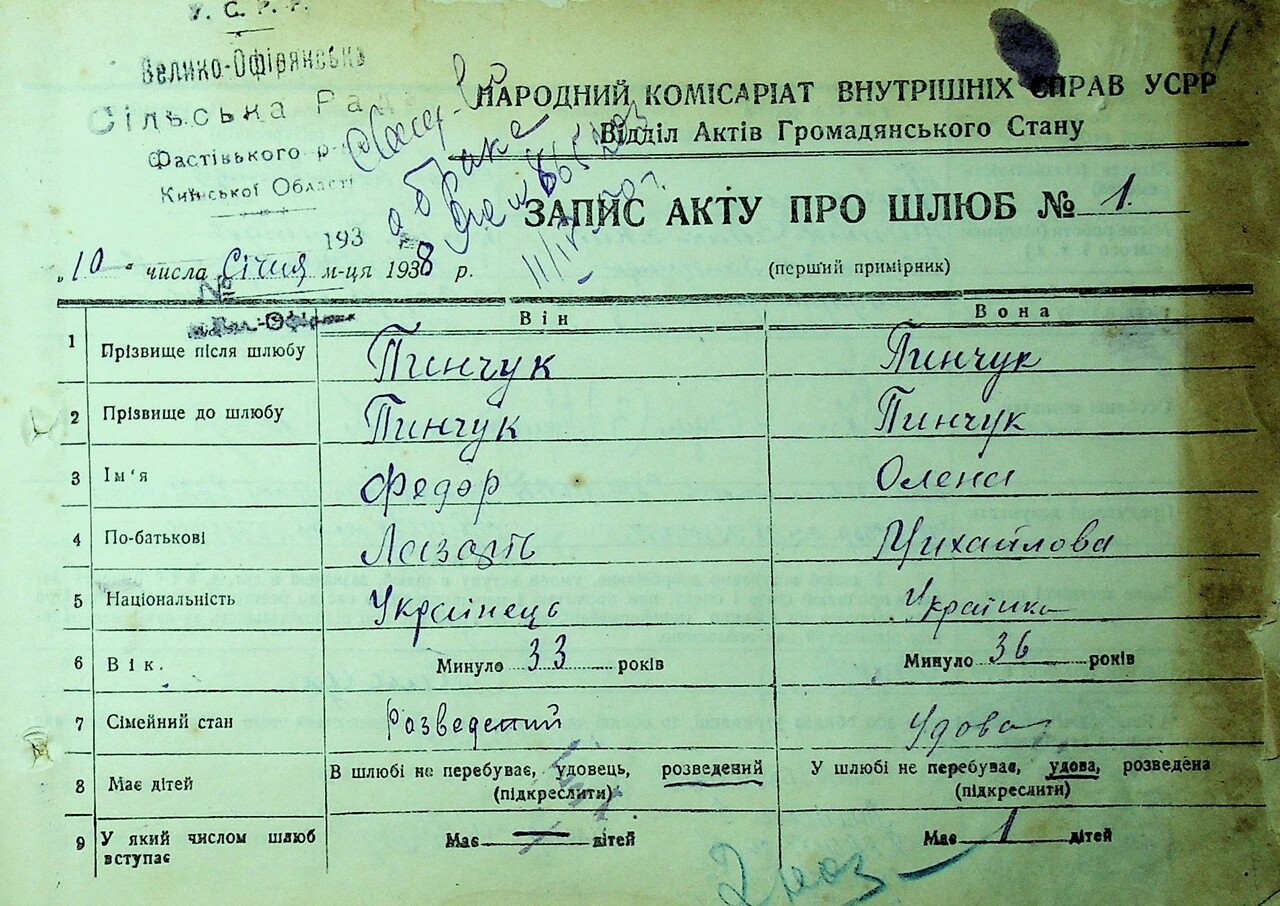 У. С. Р. Р.
Велико-Офірянська
Сільська Рада
Фастівського р-
Київської Області
193
№
НАРОДНИЙ КОМІСАРІАТ ВНУТРІШНІХ СПРАВ УСРР
Відділ Актів Громадянського Стану
ЗАПИС АКТУ ПРО ШЛЮБ № 1.
о браке
„10" числа Січня м-ця 1938 р.
(перший примірник)
Він Вона
1 Прізвище після шлюбу Пинчук Пинчук
2 Прізвище до шлюбу Пинчук Пинчук
3 Ім'я Федор Олена
4 По-батькові Михайлова
5 Національність Українець Українка
6 Вік. Минуло 33 років Минуло 36 років
7 Сімейний стан Розведений Удова
8 Має дітей В шлюбі не перебуває, удовець, розведений У шлюбі не перебуває, удова, розведена
(підкреслити) (підкреслити)
9 У який числом шлюб вступає Має — дітей Має 1 дітей